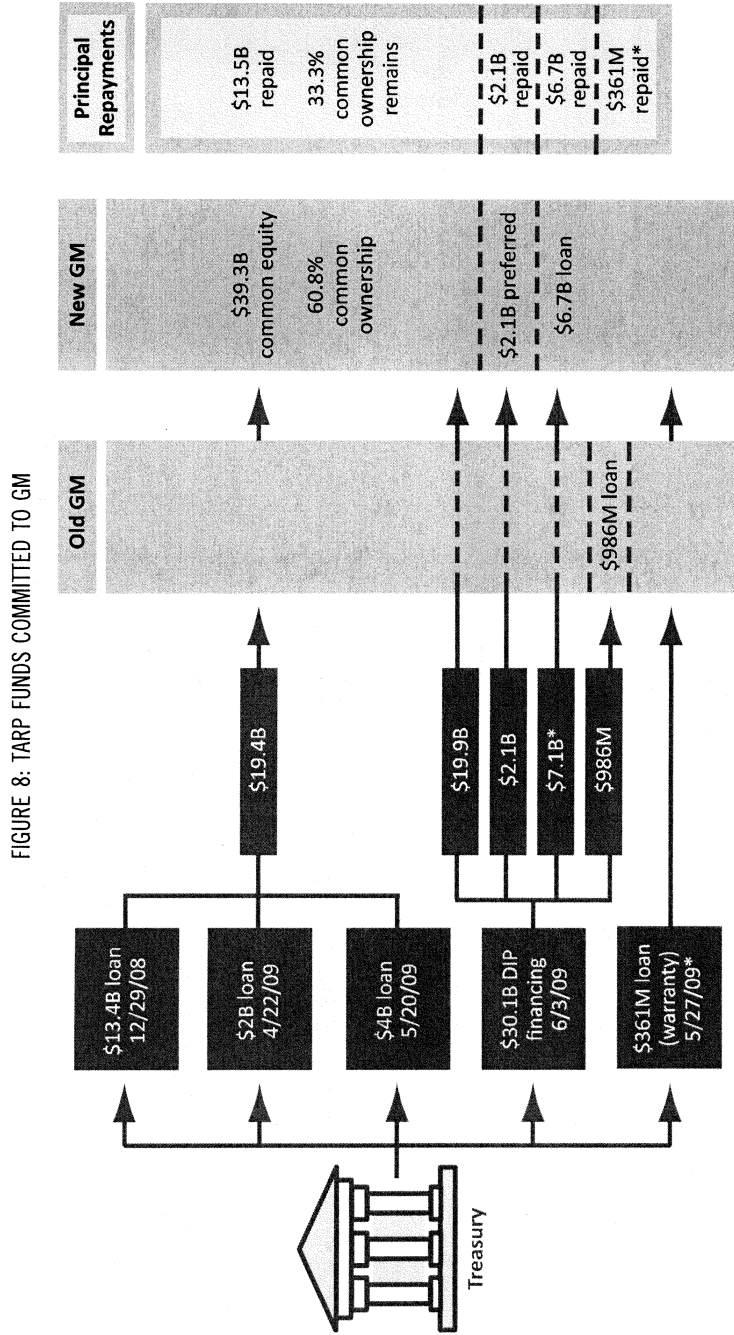 FIGURE 8: TARP FUNDS COMMITTED TO GM
Treasury
$13.4B loan
12/29/08
$2B loan
4/22/09
$4B loan
5/20/09
$30.1B DIP
financing
6/3/09
$361M loan
(warranty)
5/27/09*
$19.4B
$19.9B
$2.1B
$7.1B*
$986M
Old GM
$986M loan
New GM
$39.3B
common equity
60.8%
common
ownership
$2.1B preferred
$6.7B loan
Principal
Repayments
$13.5B
repaid
33.3%
common
ownership
remains
$2.1B
repaid
$6.7B
repaid
$361M
repaid*